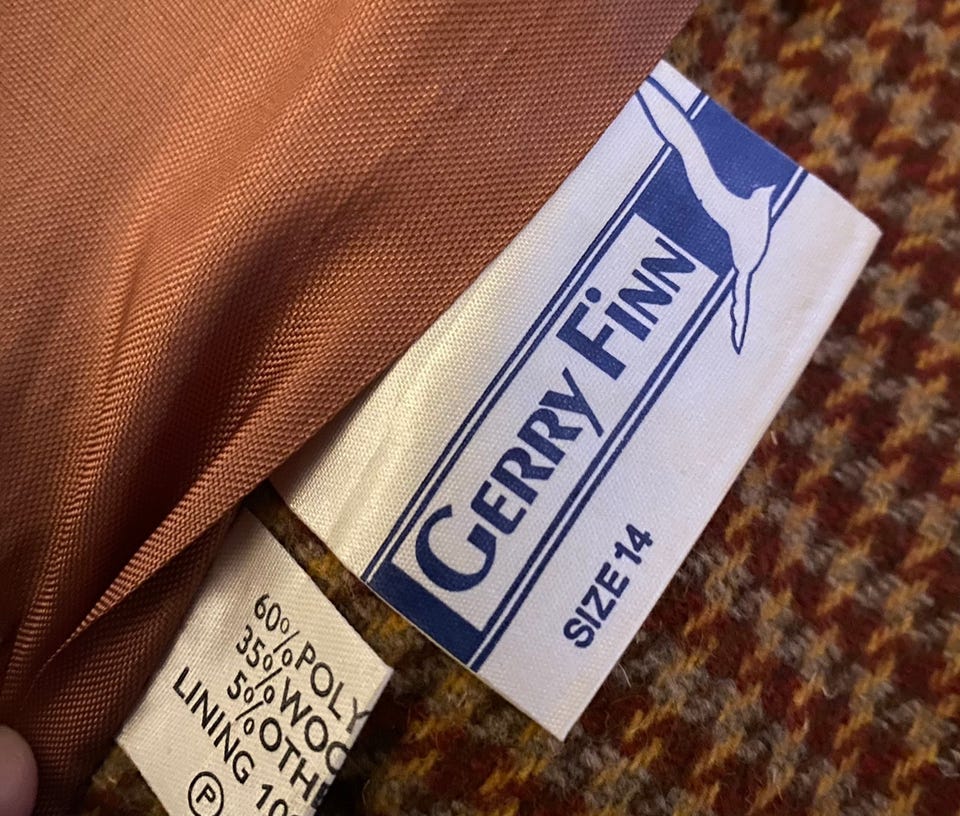 GERRY FINN
SIZE 14
60% POLY
35% WOO
5% OTHE
LINING 10
P